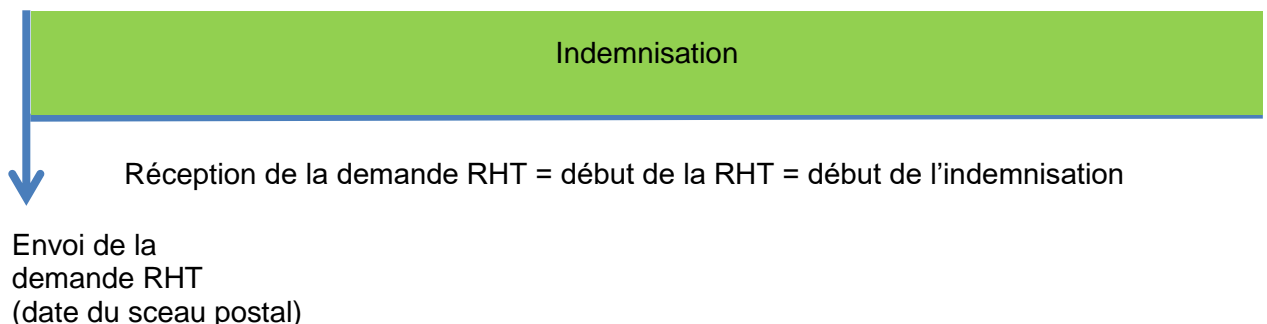 Indemnisation
Réception de la demande RHT = début de la RHT = début de l’indemnisation
Envoi de la
demande RHT
(date du sceau postal)